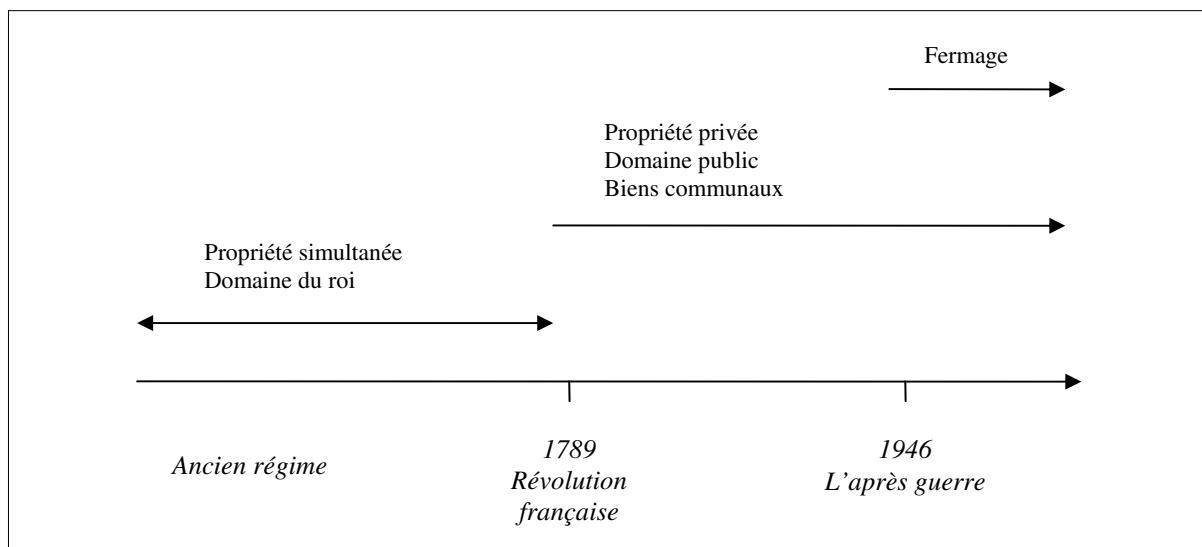 Fermage
Propriété privée
Domaine public
Biens communaux
Propriété simultanée
Domaine du roi
Ancien régime
1789
Révolution
française
1946
L'après guerre